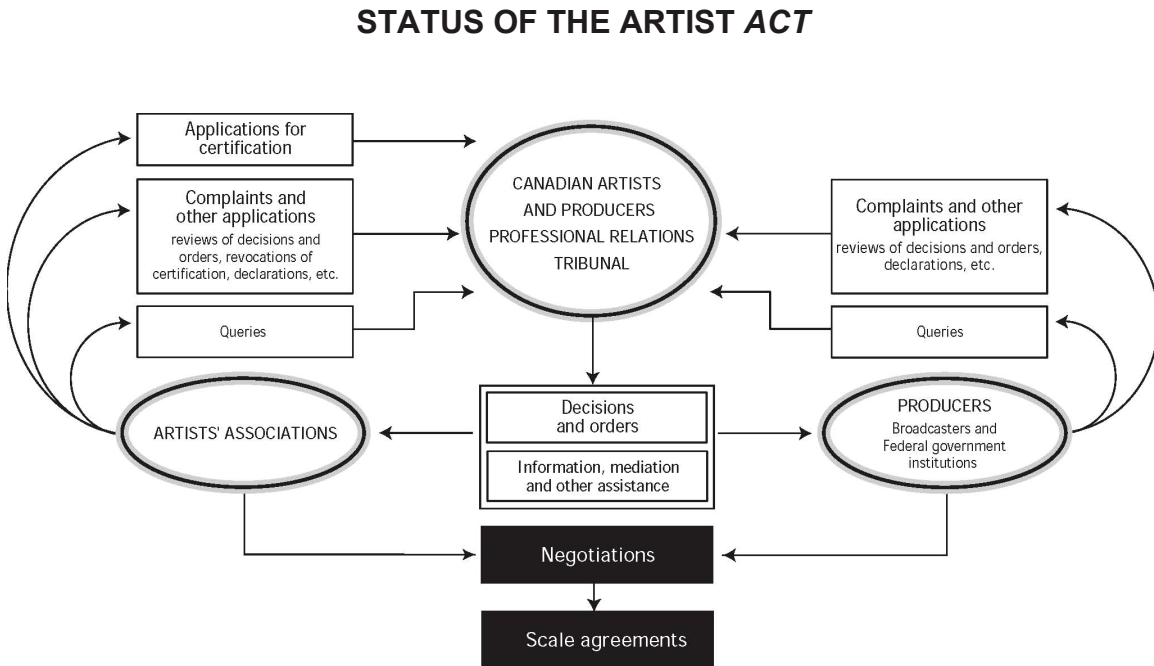 STATUS OF THE ARTIST ACT
Applications for
certification
Complaints and
other applications
reviews of decisions and
orders, revocations of
certification, declarations, etc.
Queries
CANADIAN ARTISTS
AND PRODUCERS
PROFESSIONAL RELATIONS
TRIBUNAL
Complaints and other
applications
reviews of decisions and orders,
declarations, etc.
Queries
ARTISTS' ASSOCIATIONS
Decisions
and orders
Information, mediation
and other assistance
PRODUCERS
Broadcasters and
Federal government
institutions
Negotiations
Scale agreements